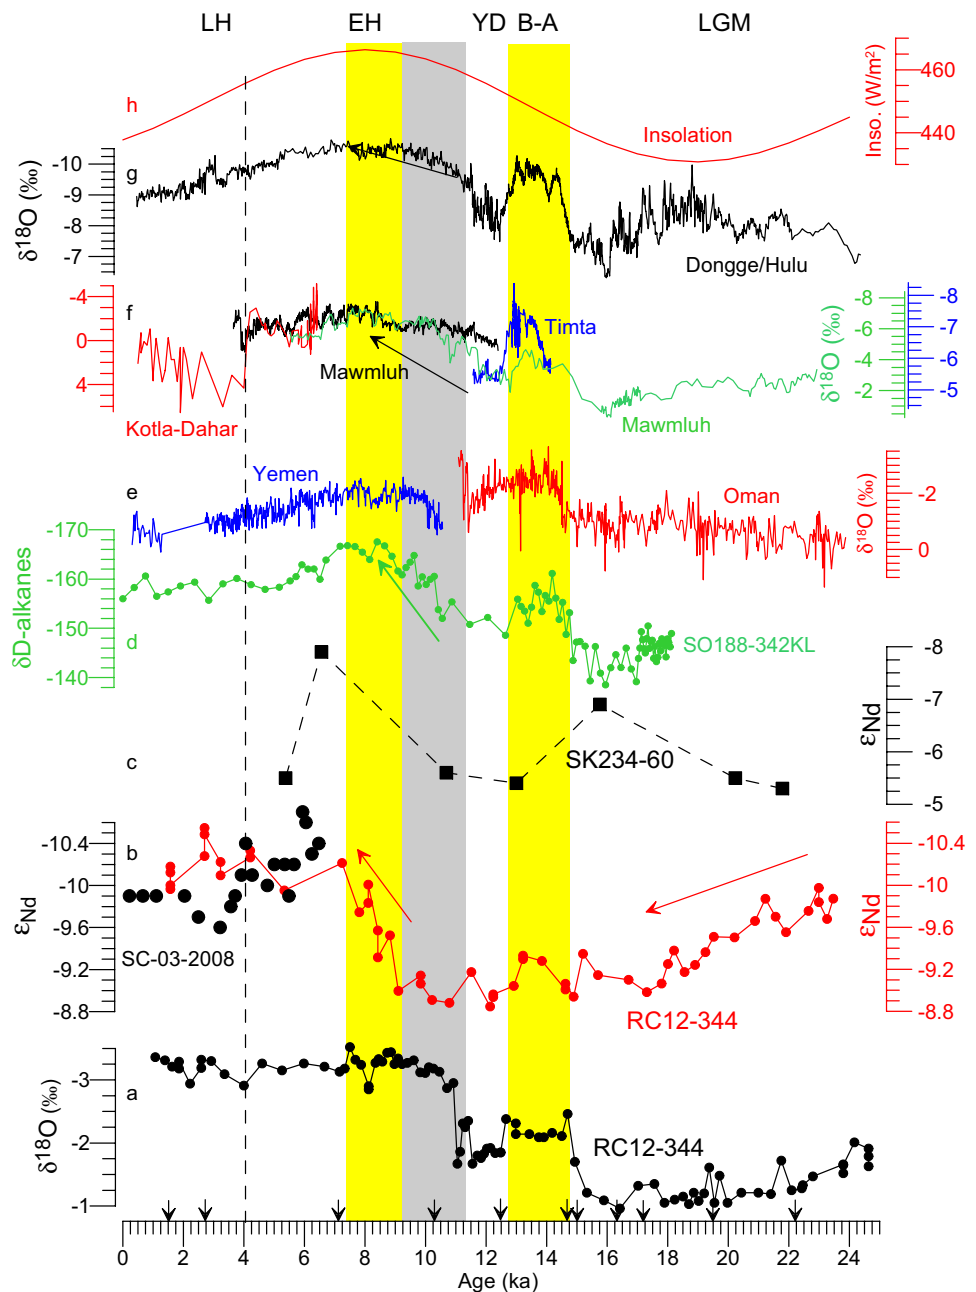 LH EH YD B-A LGM
h
Insolation
Inso. (W/m²)
460
440
g
δ18O (‰)
-10
-9
-8
-7
Dongge/Hulu
f
-4
0
4
Kotla-Dahar
Mawmluh
Timta
Mawmluh
δ18O (‰)
-8
-6
-4
-2
-8
-7
-6
-5
e
Yemen
Oman
δ18O (‰)
-2
0
δD-alkanes
-170
-160
-150
-140
d
SO188-342KL
c
SK234-60
εNd
-8
-7
-6
-5
b
εNd
-10.4
-10
-9.6
-9.2
-8.8
SC-03-2008
RC12-344
εNd
-10.4
-10
-9.6
-9.2
-8.8
a
δ18O (‰)
-3
-2
-1
RC12-344
0 2 4 6 8 10 12 14 16 18 20 22 24
Age (ka)